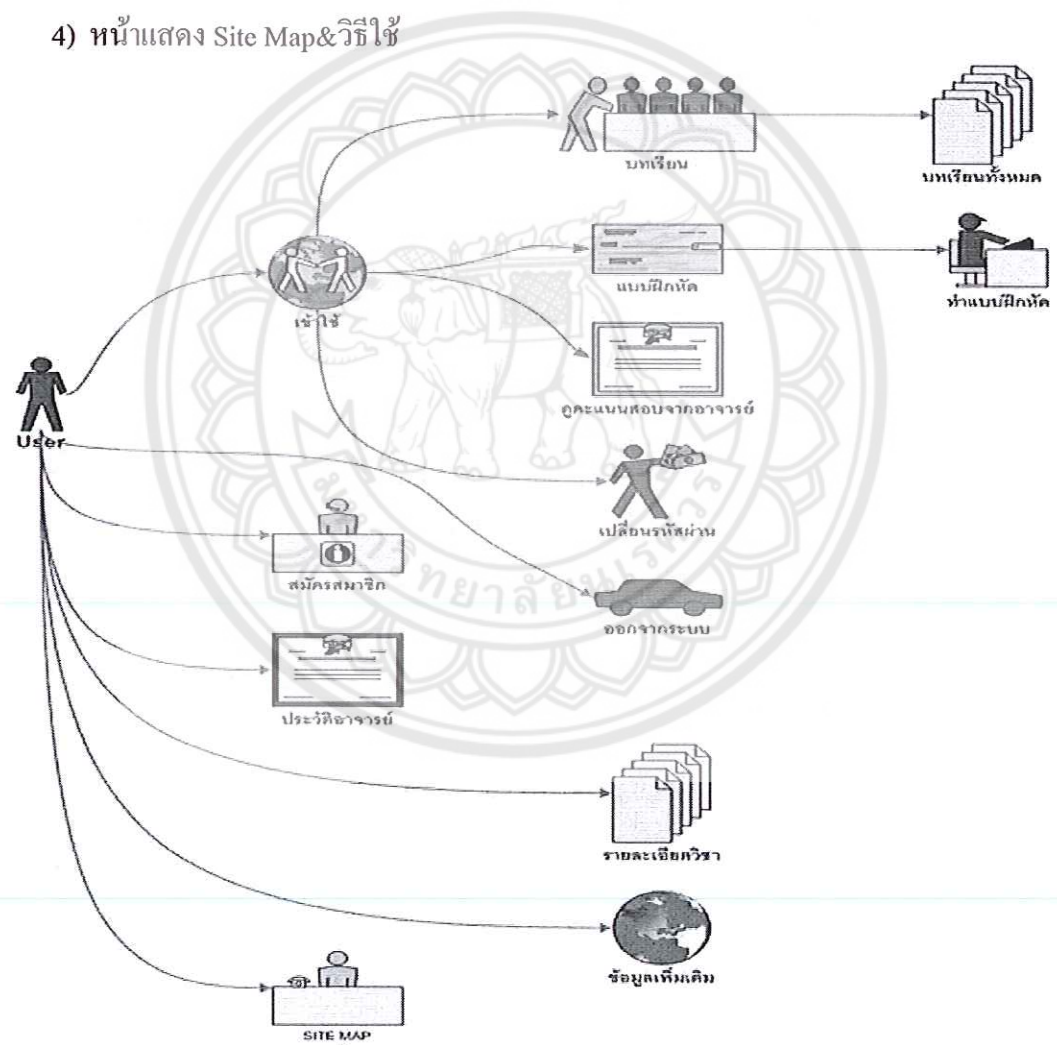 4) หน้าแสดง Site Map&วิธีใช้
บทเรียน
บทเรียนทั้งหมด
แบบฝึกหัด
ทำแบบฝึกหัด
เข้าใช้
ดูคะแนนสอบจากอาจารย์
User
เปลี่ยนรหัสผ่าน
สมัครสมาชิก
ออกจากระบบ
ประวัติอาจารย์
รายละเอียดวิชา
ข้อมูลเพิ่มเติม
SITE MAP